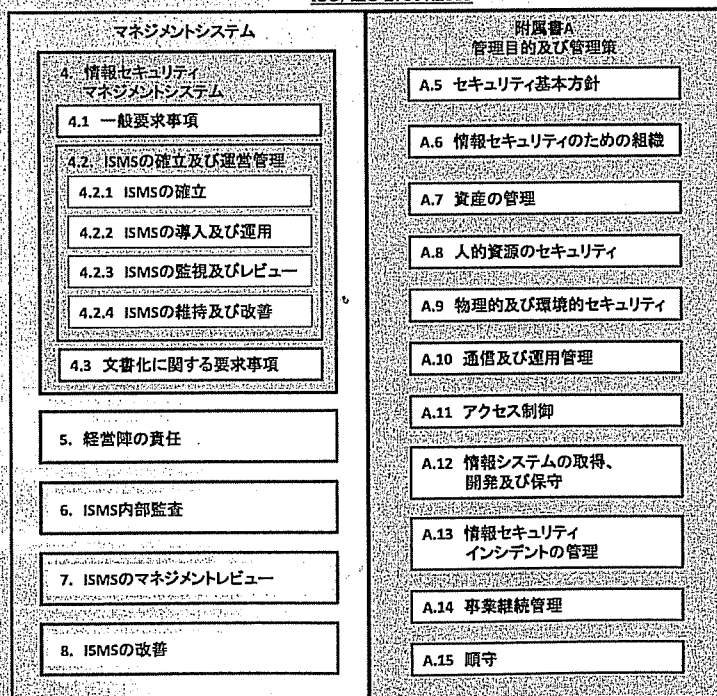 マネジメントシステム
4. 情報セキュリティ
マネジメントシステム
4.1 一般要求事項
4.2. ISMSの確立及び運営管理
4.2.1 ISMSの確立
4.2.2 ISMSの導入及び運用
4.2.3 ISMSの監視及びレビュー
4.2.4 ISMSの維持及び改善
4.3 文書化に関する要求事項
5. 経営陣の責任
6. ISMS内部監査
7. ISMSのマネジメントレビュー
8. ISMSの改善
附属書A
管理目的及び管理策
A.5 セキュリティ基本方針
A.6 情報セキュリティのための組織
A.7 資産の管理
A.8 人的資源のセキュリティ
A.9 物理的及び環境的セキュリティ
A.10 通信及び運用管理
A.11 アクセス制御
A.12 情報システムの取得、
開発及び保守
A.13 情報セキュリティ
インシデントの管理
A.14 事業継続管理
A.15 順守